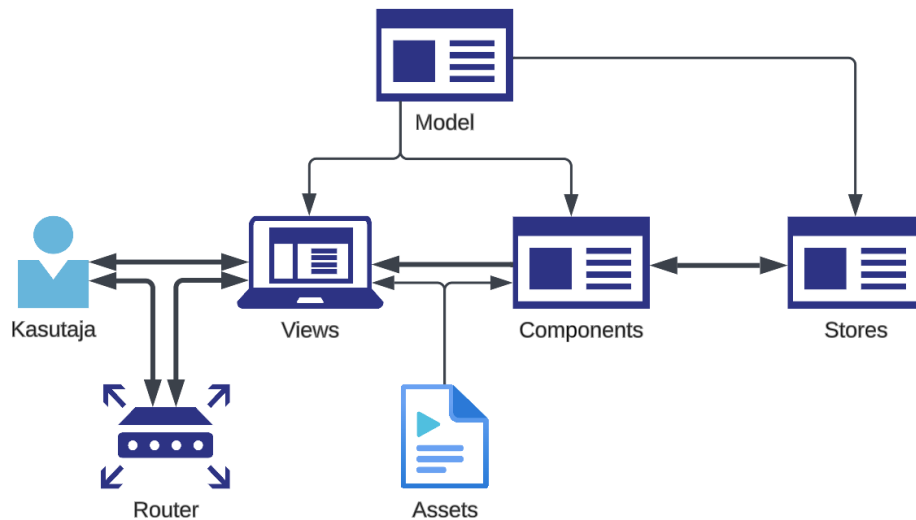 Model
Kasutaja
Views
Components
Stores
Router
Assets